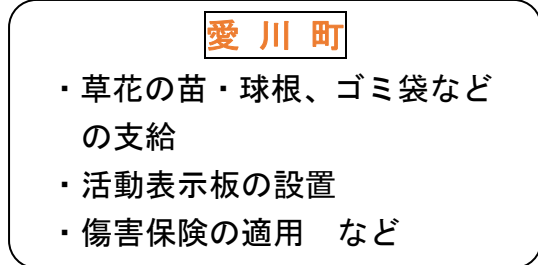 愛 川 町
・草花の苗・球根、ゴミ袋など
の支給
・活動表示板の設置
・傷害保険の適用　など